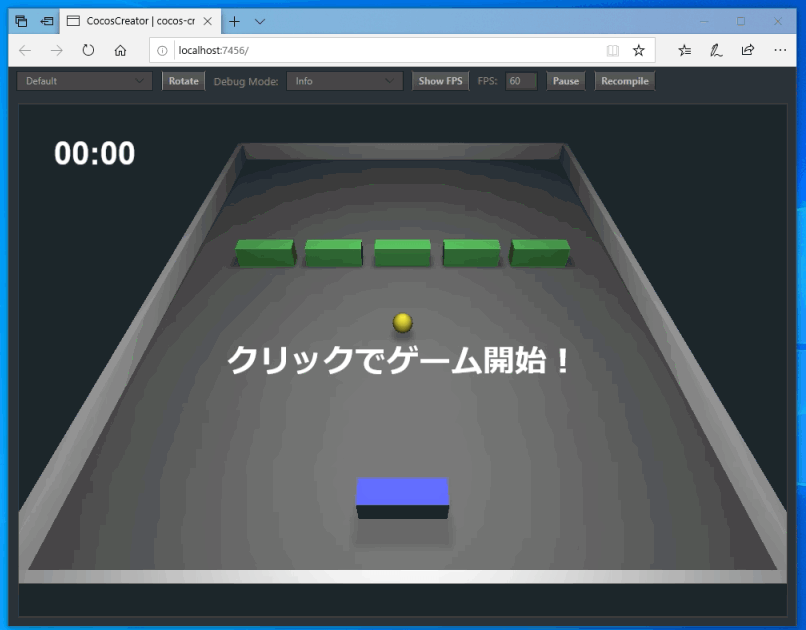 CocosCreator | cocos-cr
localhost:7456/
Default
Rotate
Debug Mode:
Info
Show FPS
FPS:
60
Pause
Recompile
00:00
クリックでゲーム開始！